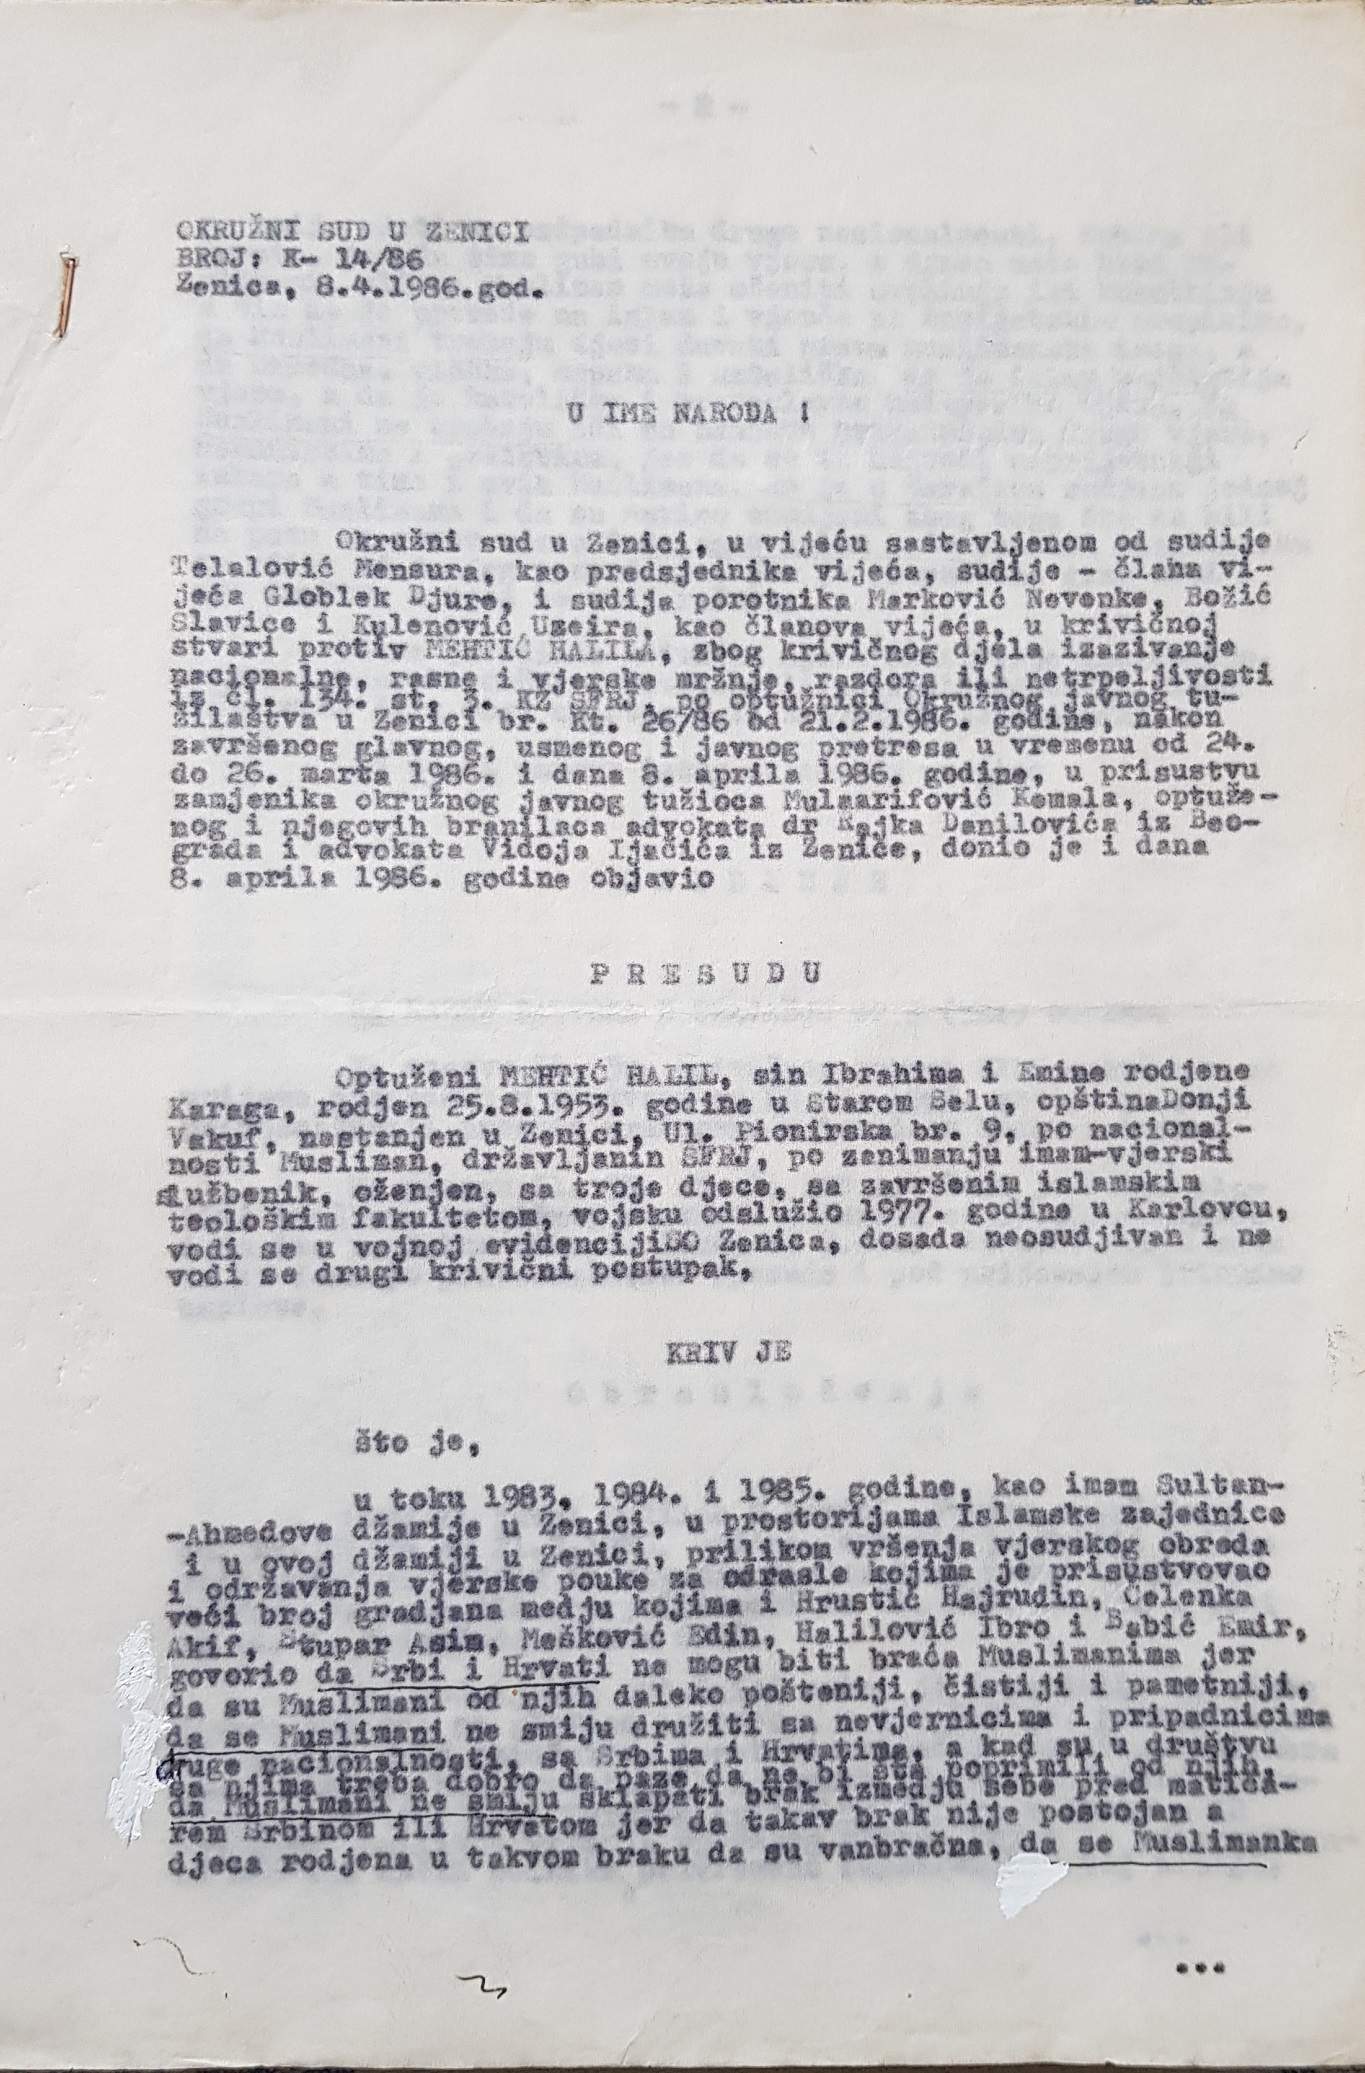 - 2 -
OKRUŽNI SUD U ZENICI
BROJ: K- 14/86
Zenica, 8.4.1986.god.
U IME NARODA !
Okružni sud u Zenici, u vijeću sastavljenom od sudije
Telalović Mensura, kao predsjednika vijeća, sudije - člana vi-
jeća Globlek Djure, i sudija porotnika Marković Nevenke, Božić
Slavice i Kulenović Uzeira, kao članova vijeća, u krivičnoj
stvari protiv MEHTIĆ HALILA, zbog krivičnog djela izazivanje
nacionalne, rasne i vjerske mržnje, razdora ili netrpeljivosti
iz čl. 134. st. 3. KZ SFRJ, po optužnici Okružnog javnog tu-
žilaštva u Zenici br. Kt. 26/86 od 21.2.1986. godine, nakon
završenog glavnog, usmenog i javnog pretresa u vremenu od 24.
do 26. marta 1986. i dana 8. aprila 1986. godine, u prisustvu
zamjenika okružnog javnog tužioca Mulaarifović Kemala, optuže-
nog i njegovih branilaca advokata dr Rajka Danilovića iz Beo-
grada i advokata Vidoja Ijačića iz Zenice, donio je i dana
8. aprila 1986. godine objavio
P R E S U D U
Optuženi MEHTIĆ HALIL, sin Ibrahima i Emine rodjene
Karaga, rodjen 25.8.1953. godine u Starom Selu, opštinaDonji
Vakuf, nastanjen u Zenici, Ul. Pionirska br. 9, po nacional-
nosti Musliman, državljanin SFRJ, po zanimanju imam-vjerski
službenik, oženjen, sa troje djece, sa završenim islamskim
teološkim fakultetom, vojsku odslužio 1977. godine u Karlovcu,
vodi se u vojnoj evidencijiSO Zenica, dosada neosudjivan i ne
vodi se drugi krivični postupak,
KRIV JE
što je,
u toku 1983, 1984. i 1985. godine, kao imam Sultan-
-Ahmedove džamije u Zenici, u prostorijama Islamske zajednice
i u ovoj džamiji u Zenici, prilikom vršenja vjerskog obreda
i održavanja vjerske pouke za odrasle kojima je prisustvovao
veći broj gradjana medju kojima i Hrustić Hajrudin, Čelenka
Akif, Stupar Asim, Mešković Edin, Halilović Ibro i Babić Emir,
govorio da Srbi i Hrvati ne mogu biti braća Muslimanima jer
da su Muslimani od njih daleko pošteniji, čistiji i pametniji,
da se Muslimani ne smiju družiti sa nevjernicima i pripadnicima
druge nacionalnosti, sa Srbima i Hrvatima, a kad su u društvu
sa njima treba dobro da paze da ne bi šta poprimili od njih,
da Muslimani ne smiju sklapati brak izmedju sebe pred matiča-
rem Srbinom ili Hrvatom jer da takav brak nije postojan a
djeca rodjena u takvom braku da su vanbračna, da se Muslimanka
...